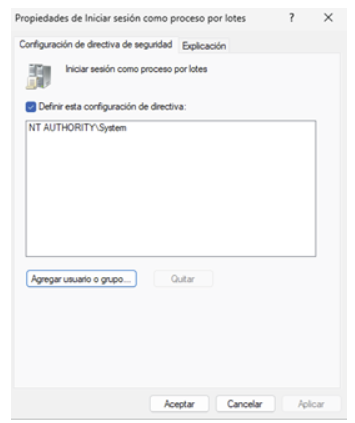 Propiedades de Iniciar sesión como proceso por lotes ? ×
Configuración de directiva de seguridad Explicación
Iniciar sesión como proceso por lotes
Definir esta configuración de directiva:
NT AUTHORITY\System
Agregar usuario o grupo... Quitar
Aceptar Cancelar Aplicar